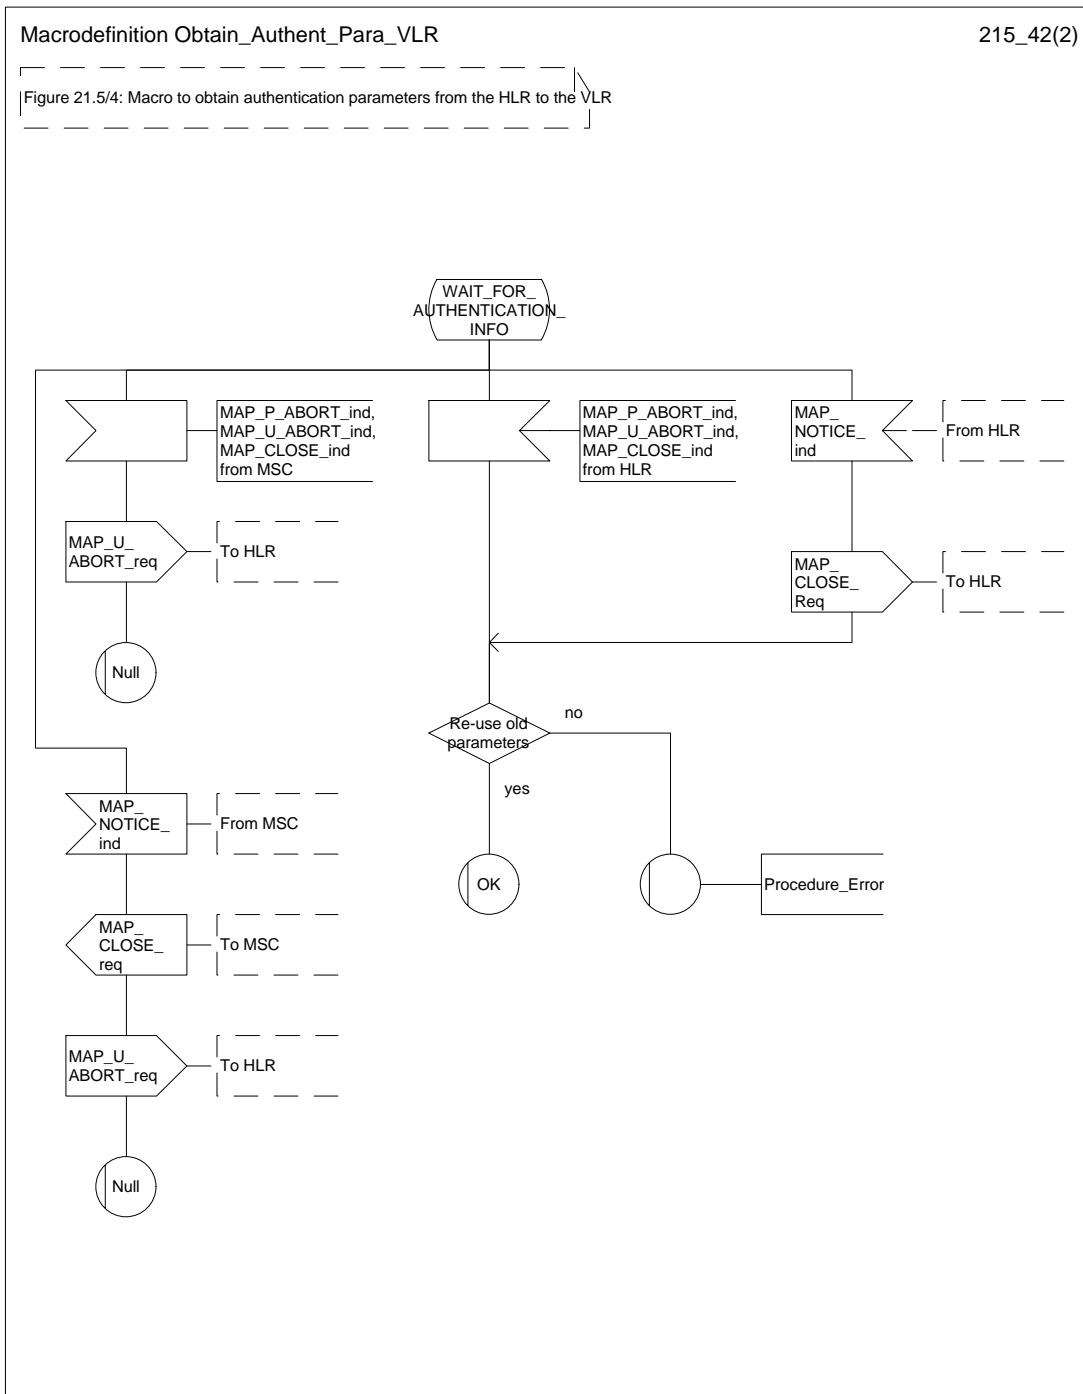 Macrodefinition Obtain_Authent_Para_VLR
215_42(2)
Figure 21.5/4: Macro to obtain authentication parameters from the HLR to the VLR
WAIT_FOR_
AUTHENTICATION_
INFO
MAP_P_ABORT_ind,
MAP_U_ABORT_ind,
MAP_CLOSE_ind
from MSC
MAP_P_ABORT_ind,
MAP_U_ABORT_ind,
MAP_CLOSE_ind
from HLR
MAP_
NOTICE_
ind
From HLR
MAP_U_
ABORT_req
To HLR
MAP_
CLOSE_
Req
To HLR
Null
Re-use old
parameters
no
yes
MAP_
NOTICE_
ind
From MSC
OK
Procedure_Error
MAP_
CLOSE_
req
To MSC
MAP_U_
ABORT_req
To HLR
Null